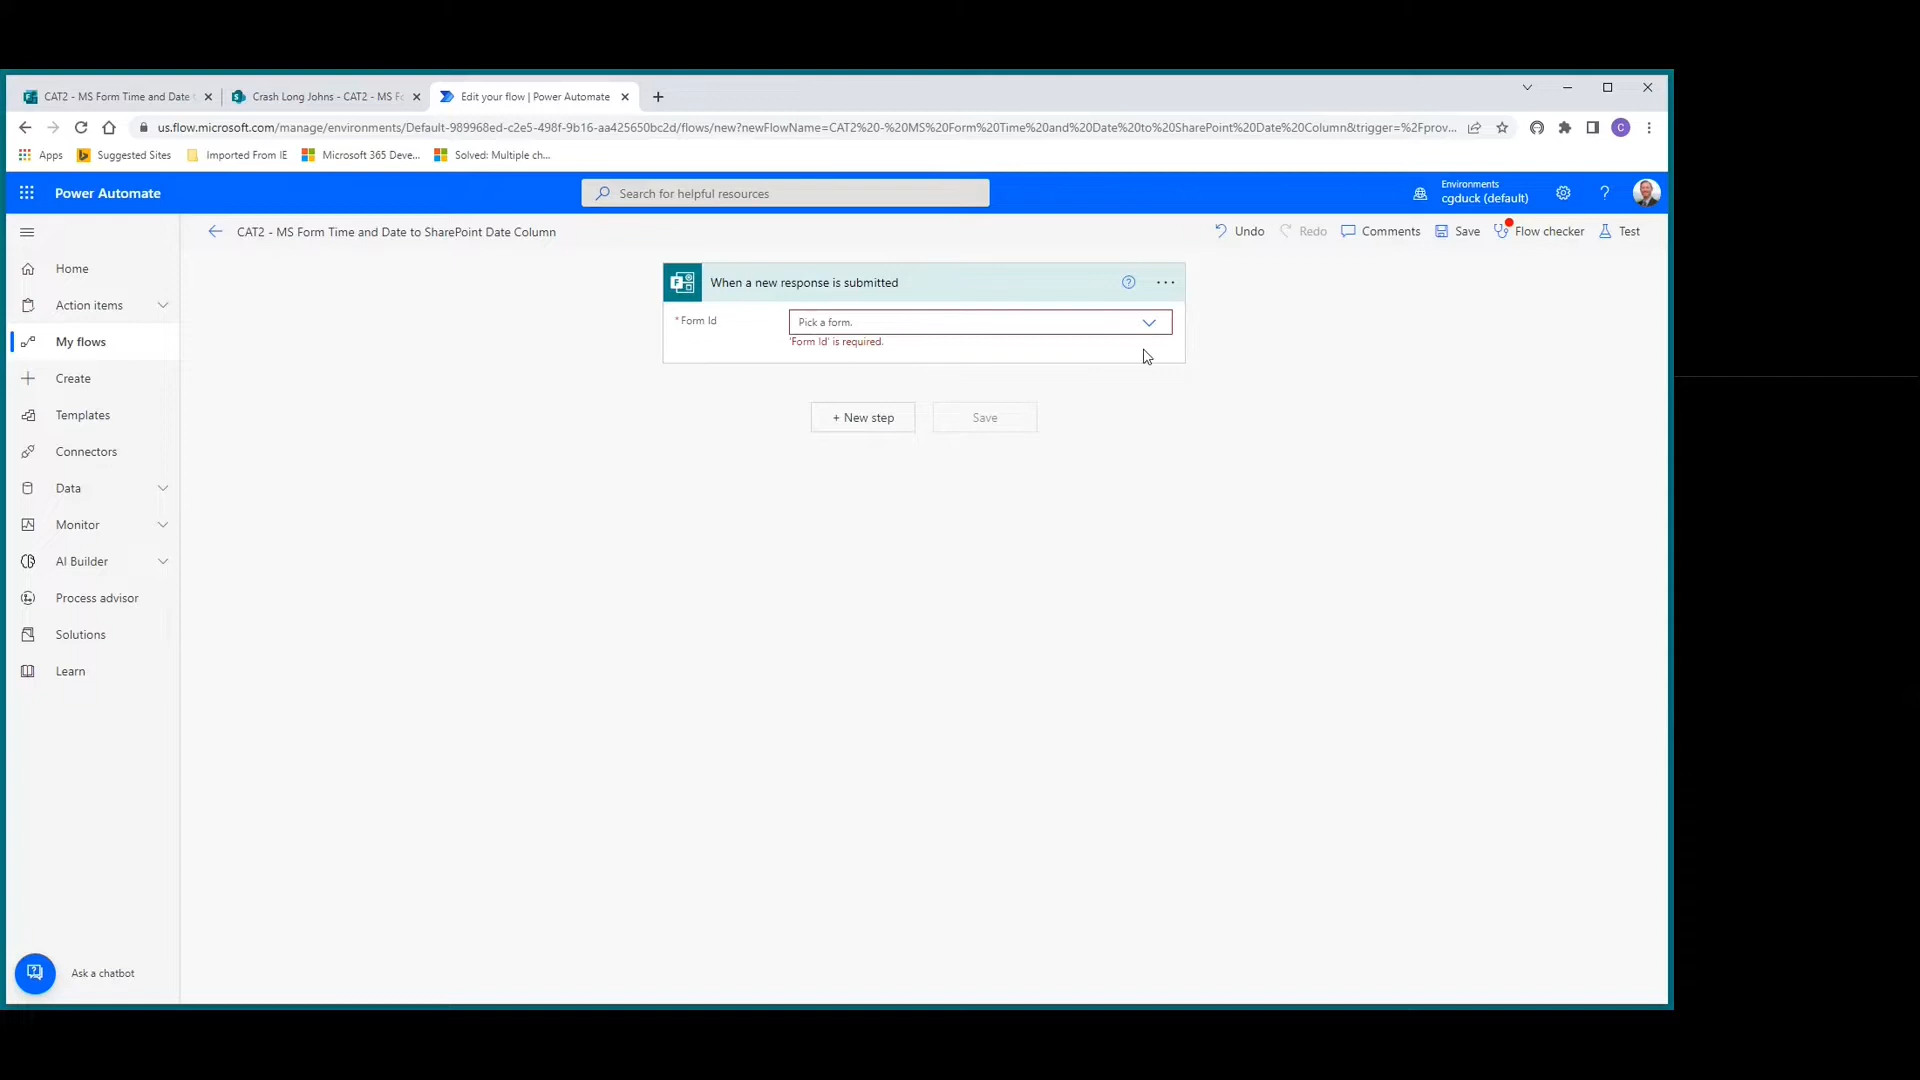 CAT2 - MS Form Time and Date
Crash Long Johns - CAT2 - MS Fo
Edit your flow | Power Automate
us.flow.microsoft.com/manage/environments/Default-989968ed-c2e5-498f-9b16-aa425650bc2d/flows/new?newFlowName=CAT2%20-%20MS%20Form%20Time%20and%20Date%20to%20SharePoint%20Date%20Column&trigger=%2Fprov...
C
Apps
Suggested Sites
Imported From IE
Microsoft 365 Deve...
Solved: Multiple ch...
Power Automate
Search for helpful resources
Environments
cgduck (default)
CAT2 - MS Form Time and Date to SharePoint Date Column
Undo
Redo
Comments
Save
Flow checker
Test
Home
Action items
My flows
Create
Templates
Connectors
Data
Monitor
AI Builder
Process advisor
Solutions
Learn
Ask a chatbot
When a new response is submitted
* Form Id
Pick a form.
'Form Id' is required.
+ New step
Save